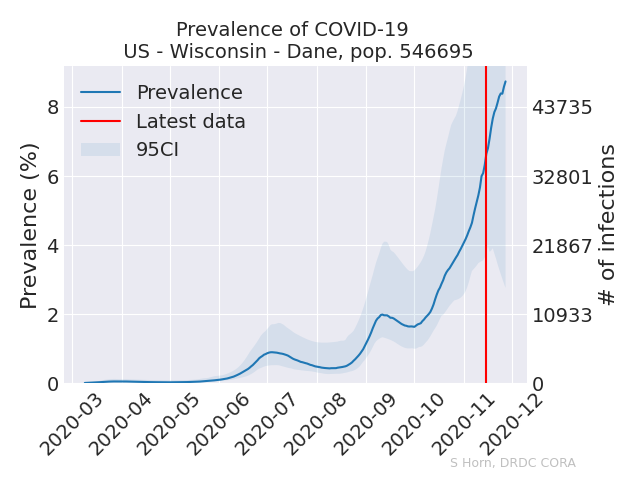 Prevalence of COVID-19
US - Wisconsin - Dane, pop. 546695
Prevalence
Latest data
95CI
Prevalence (%)
8
6
4
2
0
43735
32801
21867
10933
0
# of infections
2020-03
2020-04
2020-05
2020-06
2020-07
2020-08
2020-09
2020-10
2020-11
2020-12
S Horn, DRDC CORA